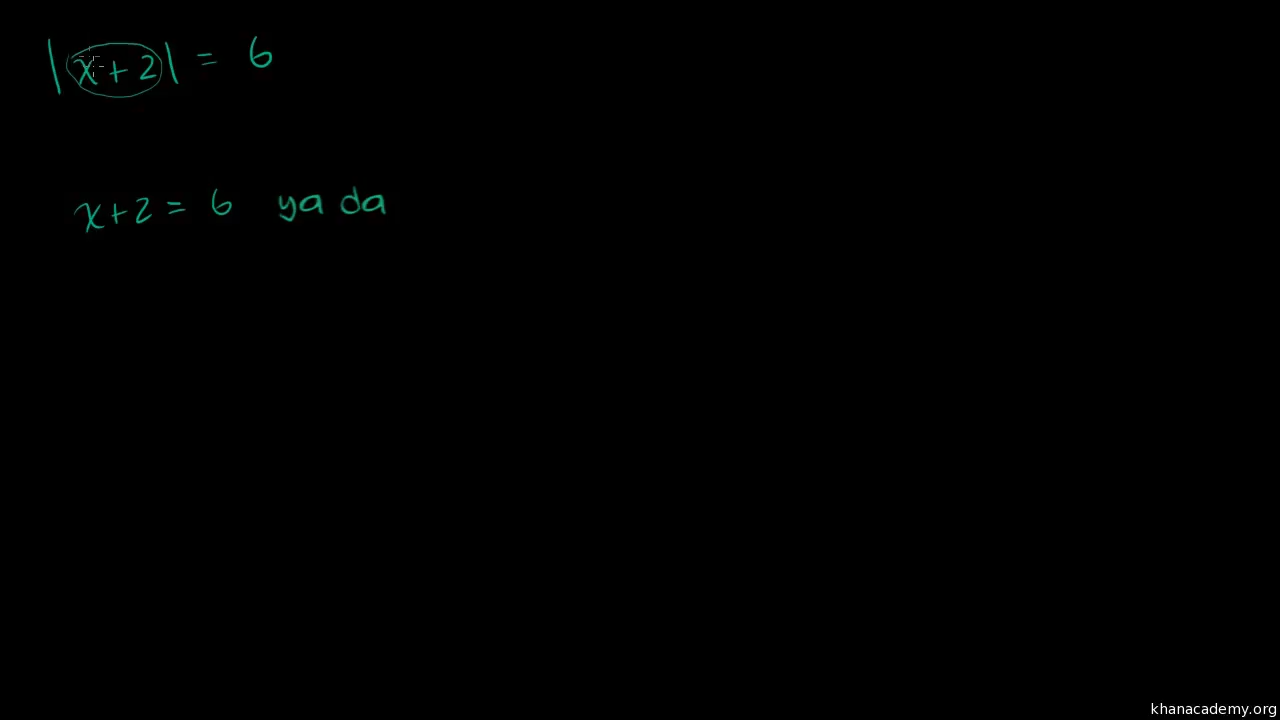 |x+2| = 6
x+2 = 6 ya da
khanacademy.org